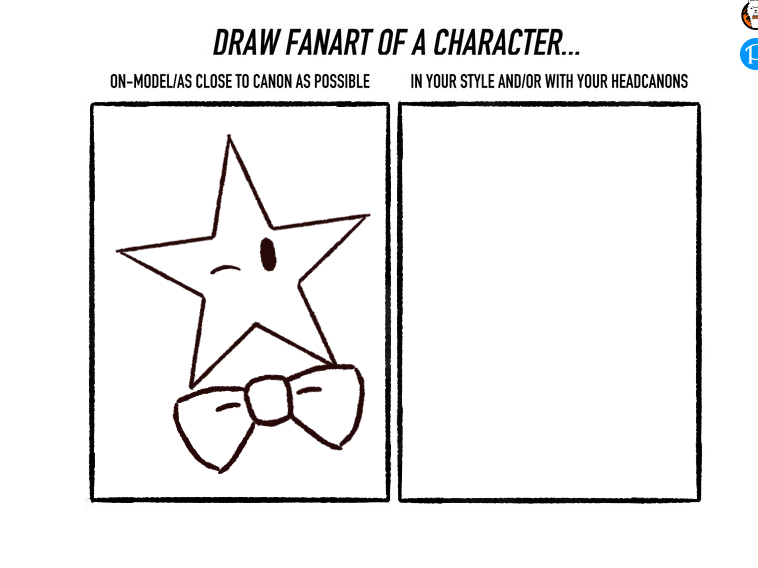 DRAW FANART OF A CHARACTER...
ON-MODEL/AS CLOSE TO CANON AS POSSIBLE
IN YOUR STYLE AND/OR WITH YOUR HEADCANONS